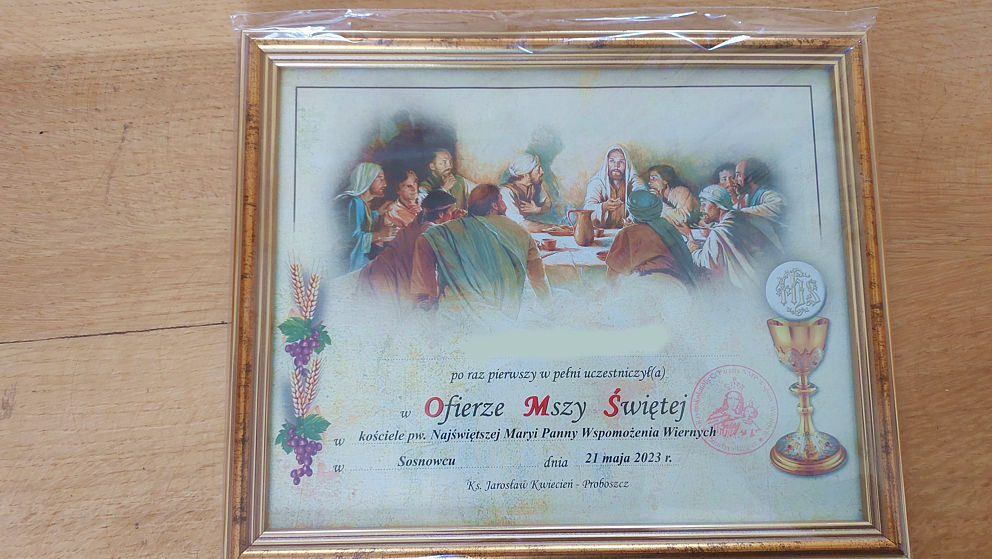 IHS
po raz pierwszy w pełni uczestniczył(a)
w Ofierze Mszy Świętej
w kościele pw. Najświętszej Maryi Panny Wspomożenia Wiernych
w Sosnowcu dnia 21 maja 2023 r.
Ks. Jarosław Kwiecień - Proboszcz